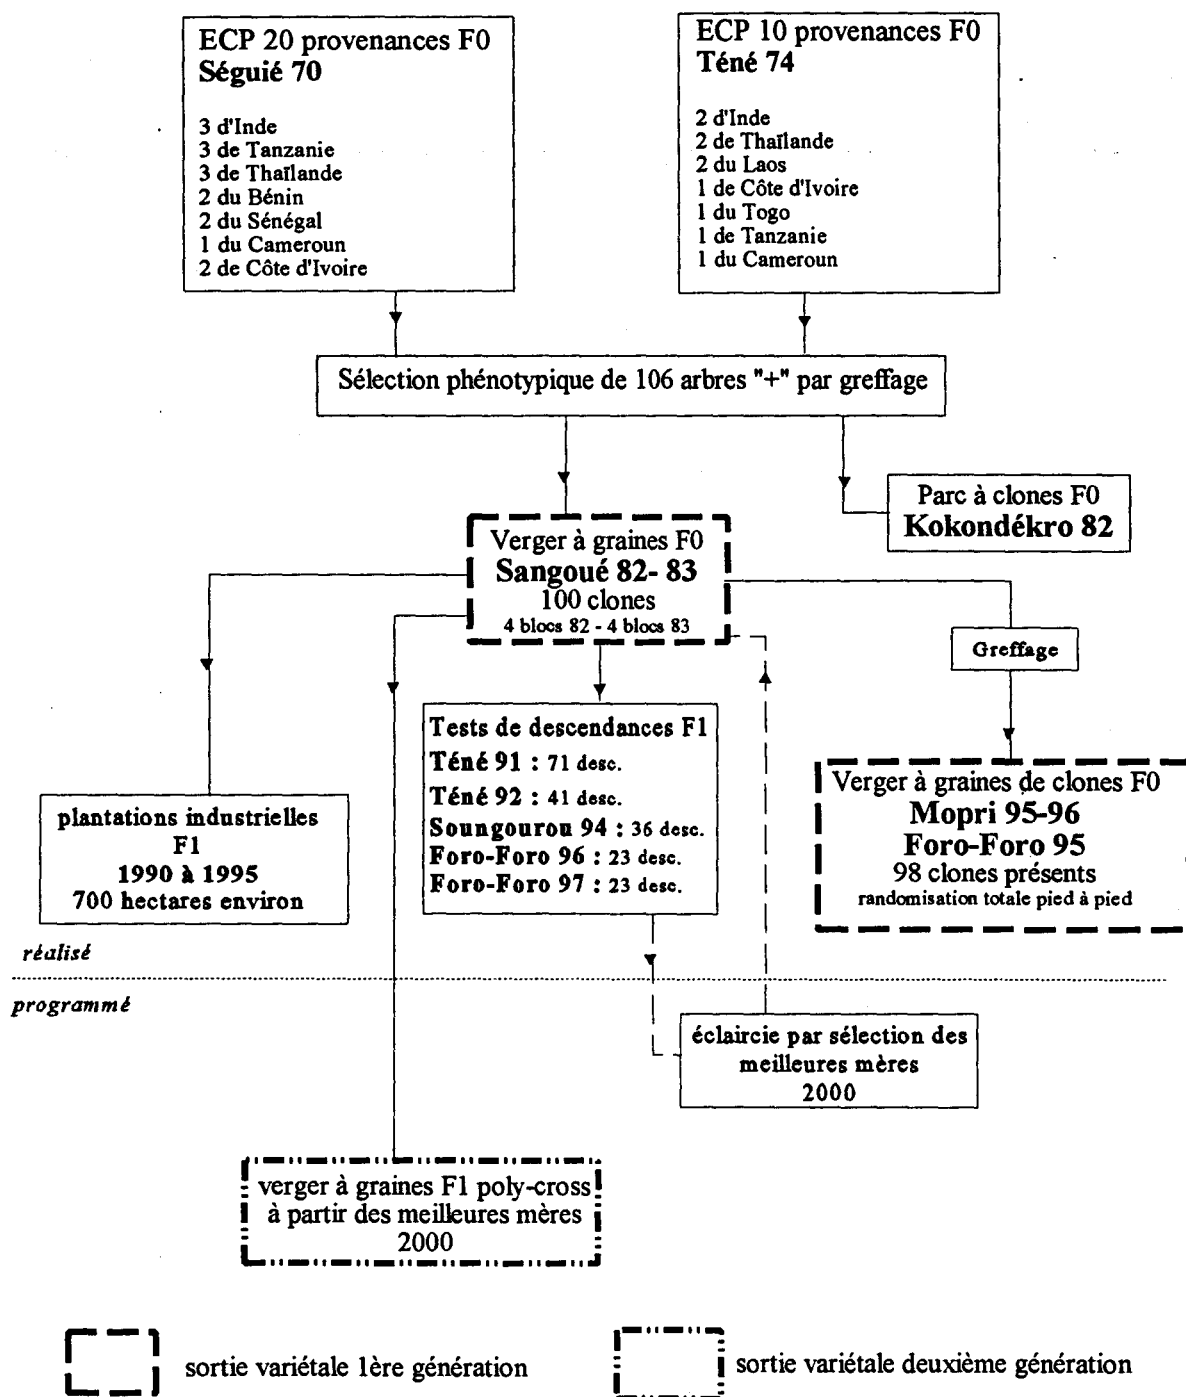 ECP 20 provenances F0
Séguié 70
3 d'Inde
3 de Tanzanie
3 de Thaïlande
2 du Bénin
2 du Sénégal
1 du Cameroun
2 de Côte d'Ivoire
ECP 10 provenances F0
Téné 74
2 d'Inde
2 de Thaïlande
2 du Laos
1 de Côte d'Ivoire
1 du Togo
1 de Tanzanie
1 du Cameroun
Sélection phénotypique de 106 arbres "+" par greffage
Parc à clones F0
Kokondékro 82
Verger à graines F0
Sangoué 82- 83
100 clones
4 blocs 82 - 4 blocs 83
Greffage
plantations industrielles
F1
1990 à 1995
700 hectares environ
Tests de descendances F1
Téné 91 : 71 desc.
Téné 92 : 41 desc.
Soungourou 94 : 36 desc.
Foro-Foro 96 : 23 desc.
Foro-Foro 97 : 23 desc.
Verger à graines de clones F0
Mopri 95-96
Foro-Foro 95
98 clones présents
randomisation totale pied à pied
réalisé
programmé
éclaircie par sélection des
meilleures mères
2000
verger à graines F1 poly-cross
à partir des meilleures mères
2000
sortie variétale 1ère génération
sortie variétale deuxième génération